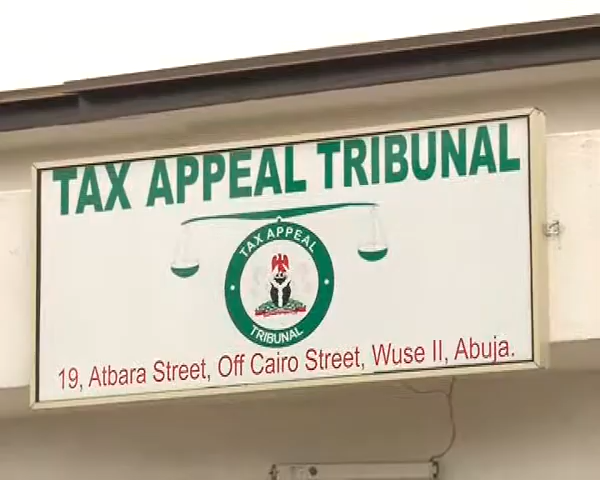 TAX APPEAL TRIBUNAL
TAX APPEAL
TRIBUNAL
19, Atbara Street, Off Cairo Street, Wuse II, Abuja.